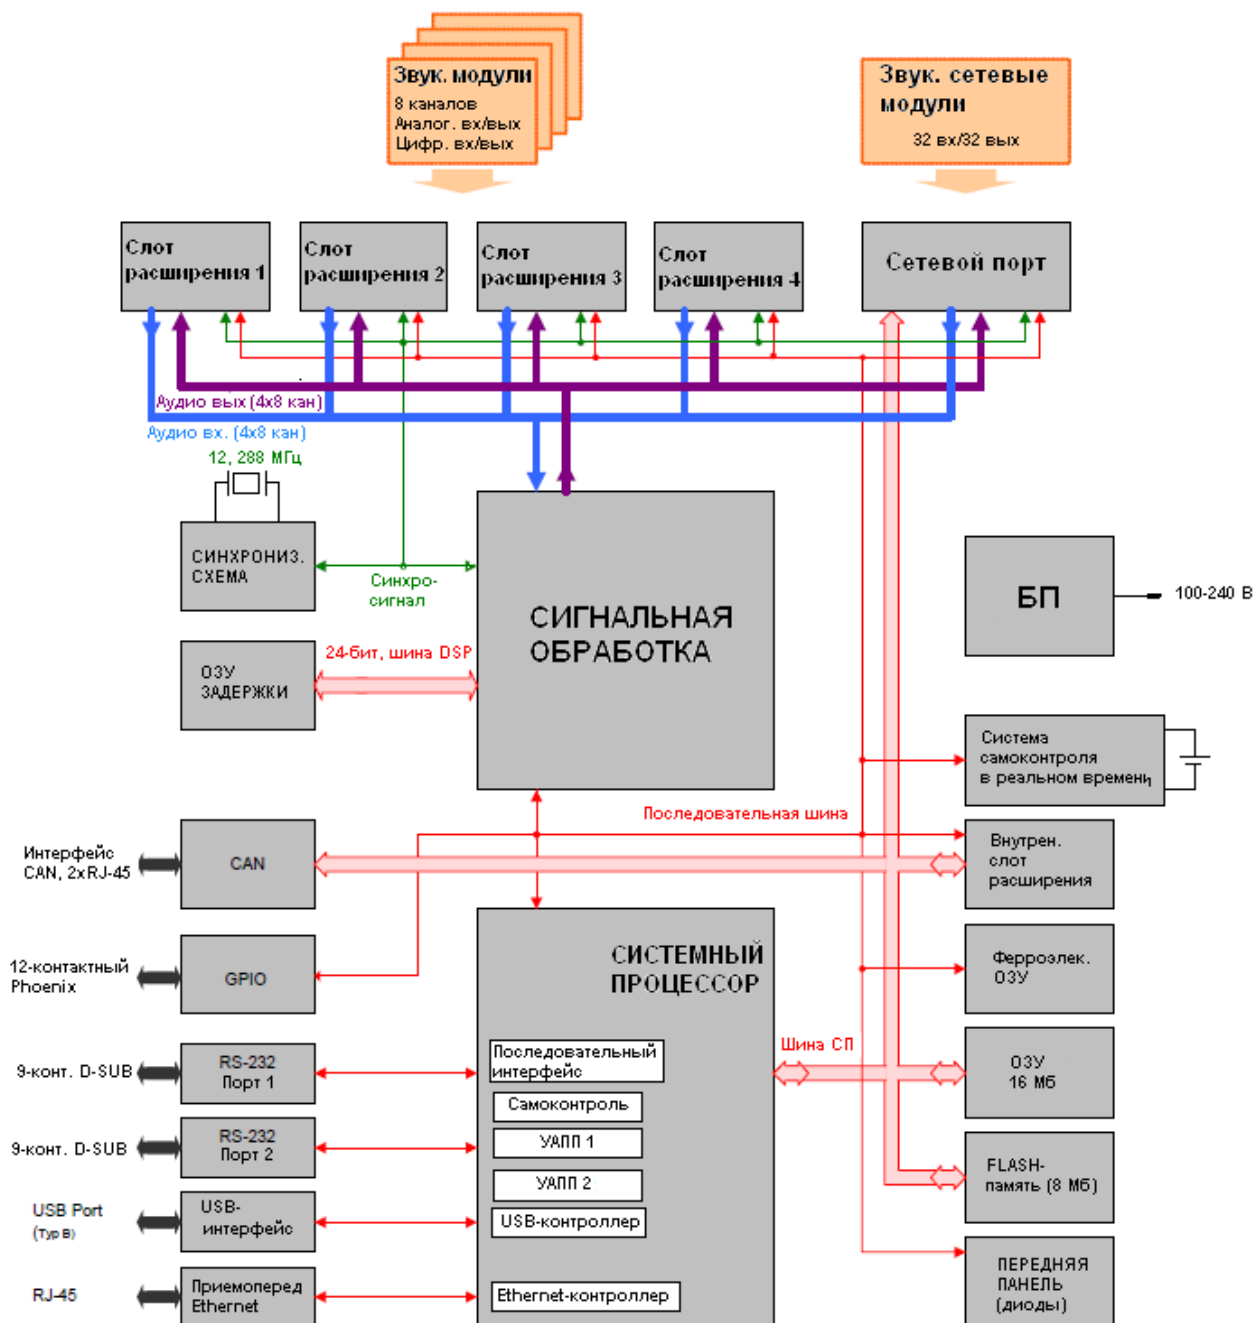 Звук. модули
8 каналов
Аналог. вх/вых
Цифр. вх/вых
Звук. сетевые
модули
32 вх/32 вых
Слот
расширения 1
Слот
расширения 2
Слот
расширения 3
Слот
расширения 4
Сетевой порт
Аудио вых (4х8 кан)
Аудио вх. (4х8 кан)
12, 288 МГц
СИНХРОНИЗ.
СХЕМА
Синхро-
сигнал
СИГНАЛЬНАЯ
ОБРАБОТКА
БП
100-240 В
ОЗУ
ЗАДЕРЖКИ
24-бит, шина DSP
Система
самоконтроля
в реальном времени
Последовательная шина
Интерфейс
CAN, 2xRJ-45
CAN
Внутрен.
слот
расширения
12-контактный
Phoenix
GPIO
СИСТЕМНЫЙ
ПРОЦЕССОР
Ферроэлек.
ОЗУ
9-конт. D-SUB
RS-232
Порт 1
Последовательный
интерфейс
Шина СП
ОЗУ
16 Мб
Самоконтроль
9-конт. D-SUB
RS-232
Порт 2
УАПП 1
УАПП 2
FLASH-
память (8 Мб)
USB Port
(Typ B)
USB-
интерфейс
USB-контроллер
RJ-45
Приемоперед
Ethernet
Ethernet-контроллер
ПЕРЕДНЯЯ
ПАНЕЛЬ
(диоды)